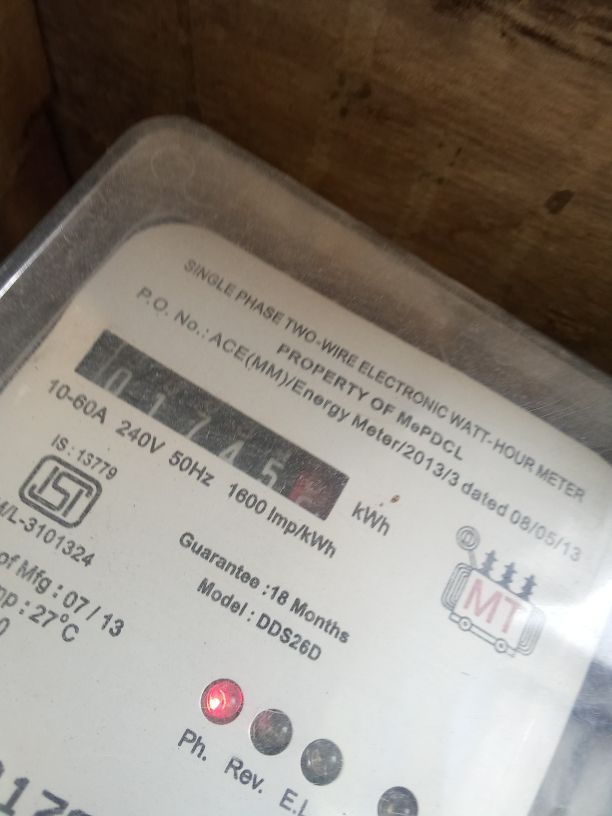 SINGLE PHASE TWO-WIRE ELECTRONIC WATT-HOUR METER
PROPERTY OF MePDCL
P.O. No.: ACE(MM)/Energy Meter/2013/3 dated 08/05/13
01745
kWh
10-60A 240V 50Hz 1600 Imp/kWh
IS : 13779
/L-3101324
of Mfg : 07 / 13
27°C
Guarantee :18 Months
Model : DDS26D
MT
Ph. Rev. E.L